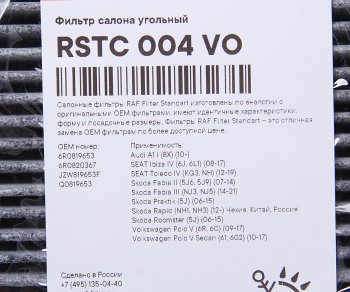 Фильтр салона угольный
RSTC 004 VO
Салонные фильтры RAF Filter Standart изготовлены по аналогии с
оригинальными OEM фильтрами, имеют идентичные характеристики,
форму и посадочные размеры. Фильтры RAF Filter Standart – это отличная
замена OEM фильтрам по более доступной цене.
OEM номер:
6R0819653
6R0820367
JZW819653F
Q0819653
Применимость:
Audi A1 I (8X) (10-)
SEAT Ibiza IV (6J, 6L1) (08-17)
SEAT Toledo IV (KG3, NH) (12-19)
Skoda Fabia II (5J6, 5J9) (07-14)
Skoda Fabia III (NJ3, NJ5) (14-21)
Skoda Praktik (5J) (06-15)
Skoda Rapid (NH1, NH3) (12-) Чехия, Китай, Россия
Skoda Roomster (5J) (06-15)
Volkswagen Polo V (6R, 6C) (09-17)
Volkswagen Polo V Sedan (61, 602) (10-17)
Сделано в России
+7 (495) 135-04-40